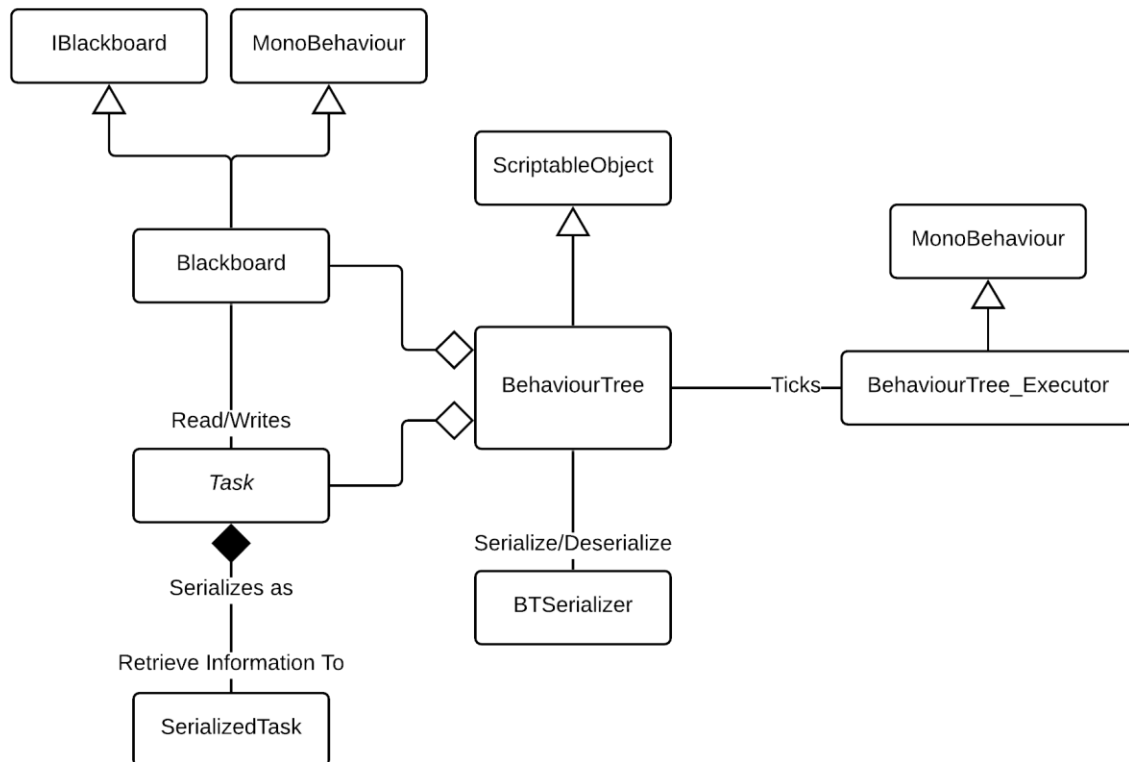 IBlackboard
MonoBehaviour
ScriptableObject
MonoBehaviour
Blackboard
BehaviourTree
Ticks
BehaviourTree_Executor
Read/Writes
Task
Serialize/Deserialize
Serializes as
BTSerializer
Retrieve Information To
SerializedTask